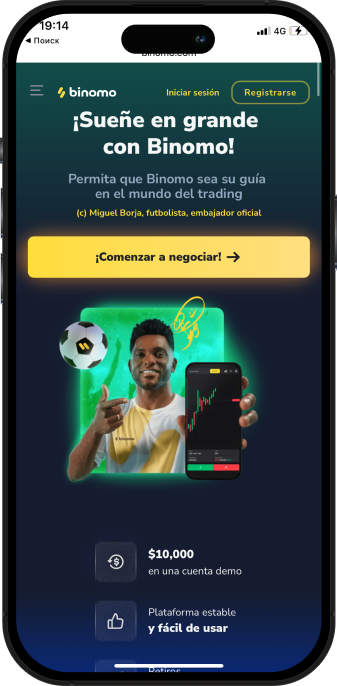 19:14
4G
◀ Поиск
binomo.com
binomo
Iniciar sesión
Registrarse
¡Sueñe en grande
con Binomo!
Permita que Binomo sea su guía
en el mundo del trading
(c) Miguel Borja, futbolista, embajador oficial
¡Comenzar a negociar! →
binomo
$10,000
en una cuenta demo
Plataforma estable
y fácil de usar
Retiros